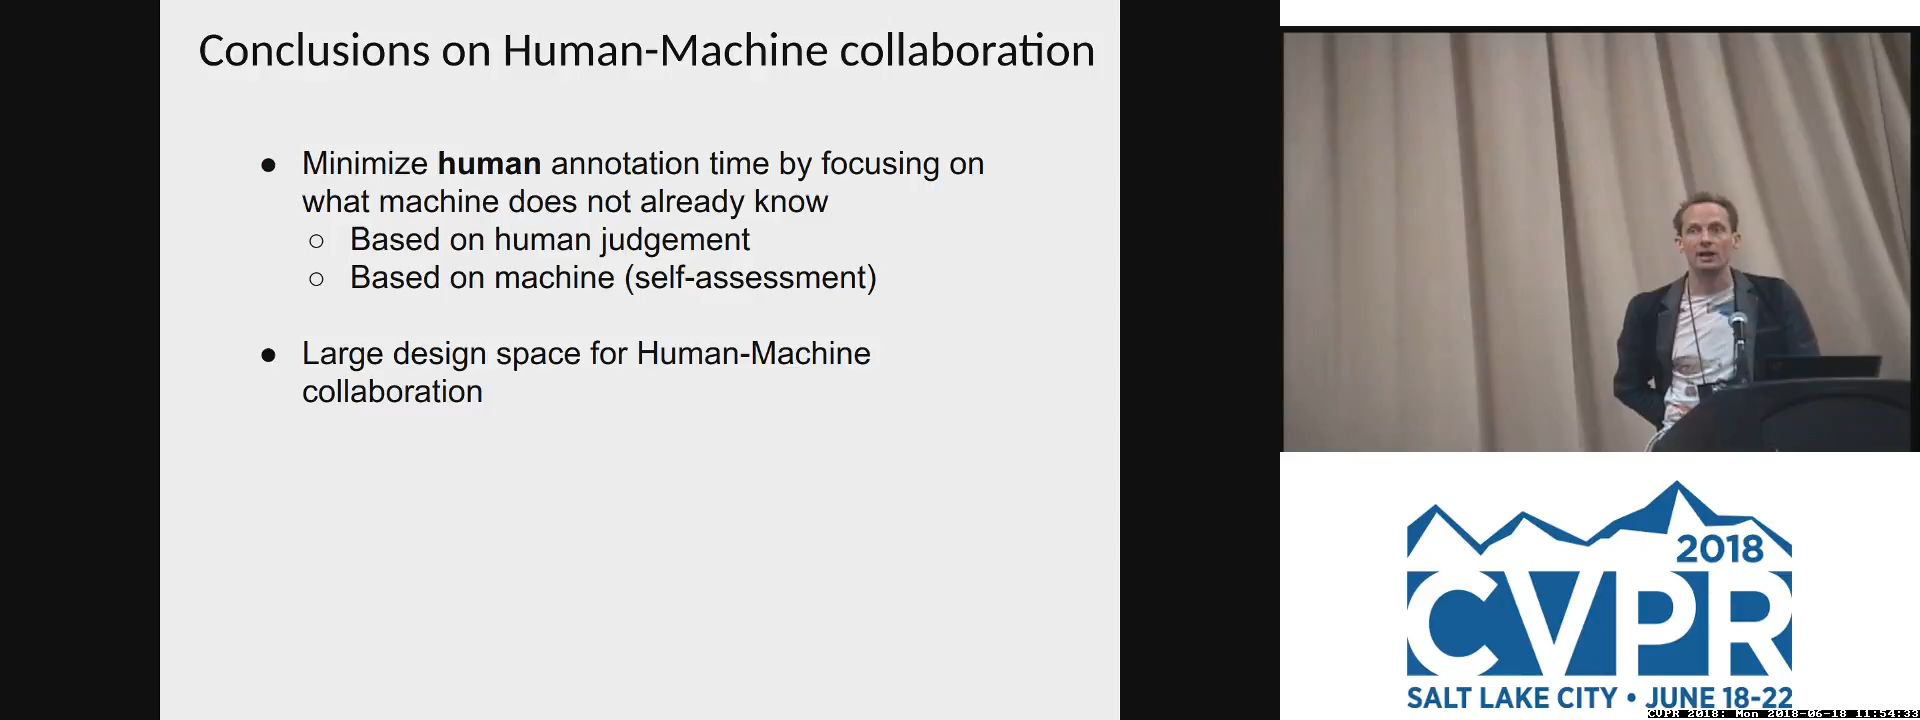 Conclusions on Human-Machine collaboration
● Minimize human annotation time by focusing on
what machine does not already know
○ Based on human judgement
○ Based on machine (self-assessment)
● Large design space for Human-Machine
collaboration
2018
CVPR
SALT LAKE CITY • JUNE 18-22
CVPR 2018: Mon 2018-06-18 11:54:33